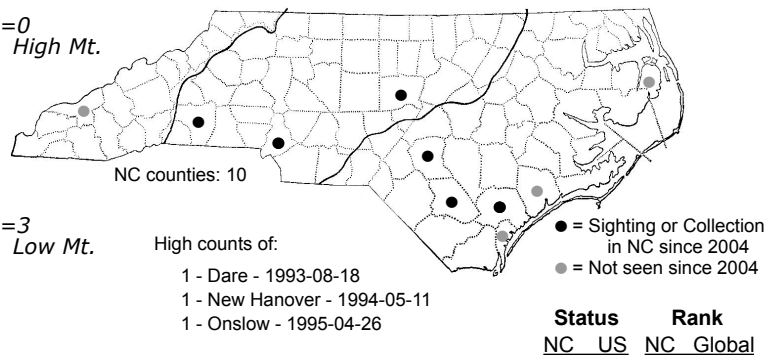 =0
High Mt.
NC counties: 10
=3
Low Mt.
High counts of:
1 - Dare - 1993-08-18
1 - New Hanover - 1994-05-11
1 - Onslow - 1995-04-26
= Sighting or Collection
in NC since 2004
= Not seen since 2004
Status Rank
NC US NC Global